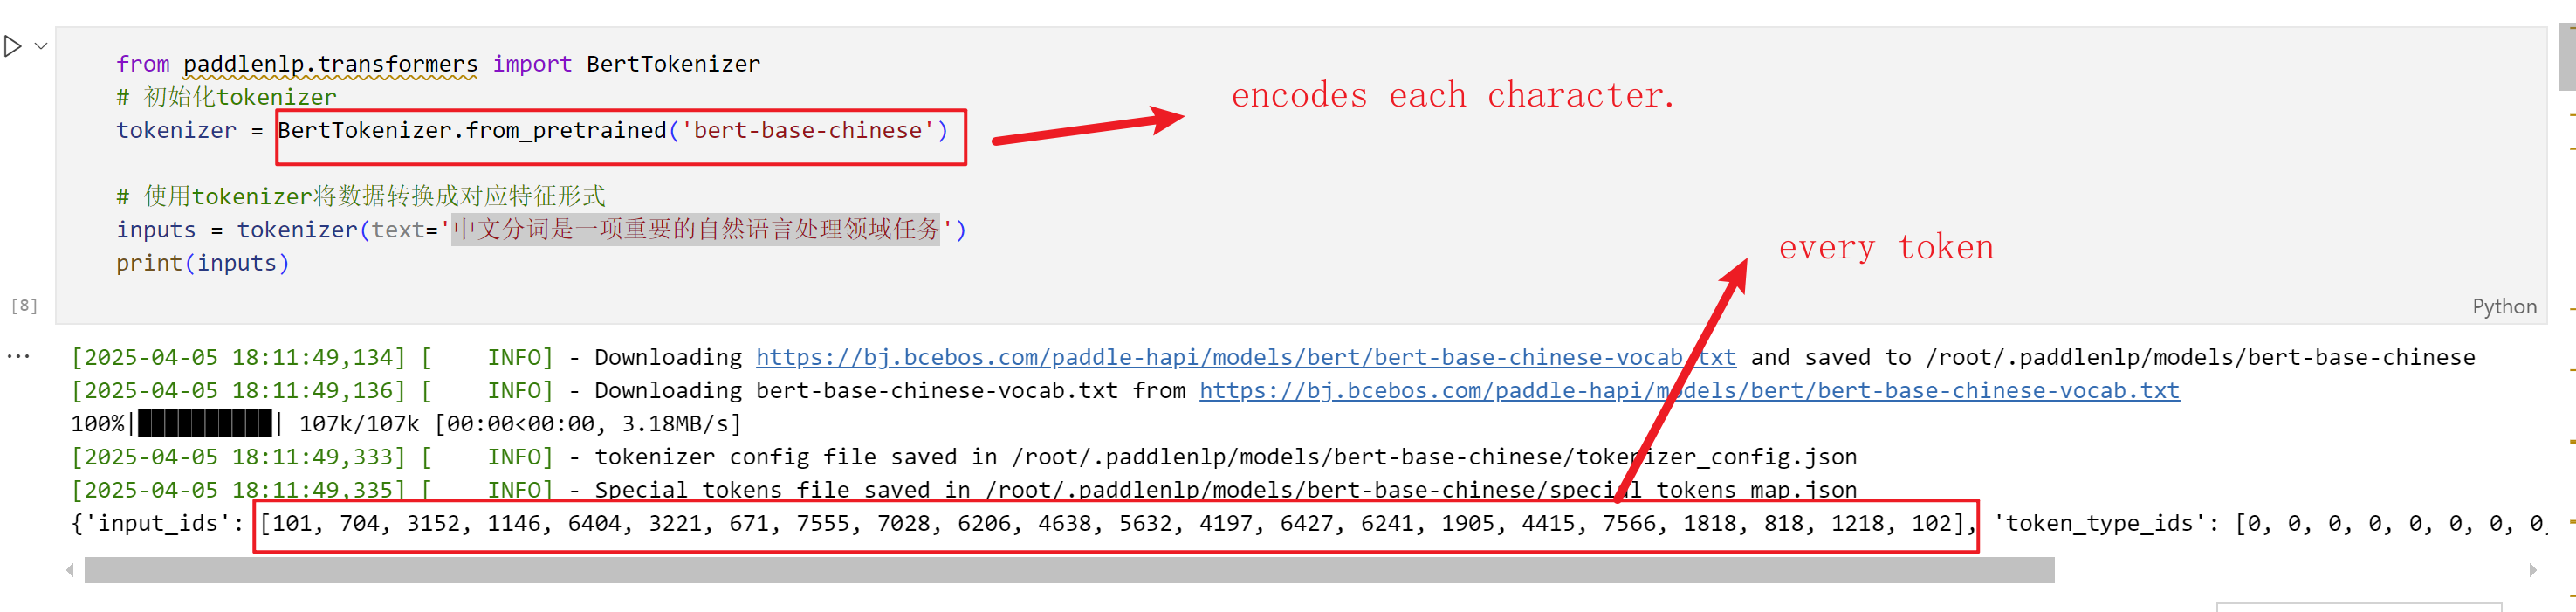 from paddlenlp.transformers import BertTokenizer
# 初始化tokenizer
encodes each character.
tokenizer = BertTokenizer.from_pretrained('bert-base-chinese')
# 使用tokenizer将数据转换成对应特征形式
inputs = tokenizer(text='中文分词是一项重要的自然语言处理领域任务')
every token
print(inputs)
[8]
Python
[2025-04-05 18:11:49,134] [    INFO] - Downloading https://bj.bcebos.com/paddle-hapi/models/bert/bert-base-chinese-vocab.txt and saved to /root/.paddlenlp/models/bert-base-chinese
[2025-04-05 18:11:49,136] [    INFO] - Downloading bert-base-chinese-vocab.txt from https://bj.bcebos.com/paddle-hapi/models/bert/bert-base-chinese-vocab.txt
100%|██████████| 107k/107k [00:00<00:00, 3.18MB/s]
[2025-04-05 18:11:49,333] [    INFO] - tokenizer config file saved in /root/.paddlenlp/models/bert-base-chinese/tokenizer_config.json
[2025-04-05 18:11:49,335] [    INFO] - Special tokens file saved in /root/.paddlenlp/models/bert-base-chinese/special_tokens_map.json
{'input_ids': [101, 704, 3152, 1146, 6404, 3221, 671, 7555, 7028, 6206, 4638, 5632, 4197, 6427, 6241, 1905, 4415, 7566, 1818, 818, 1218, 102], 'token_type_ids': [0, 0, 0, 0, 0, 0, 0, 0,